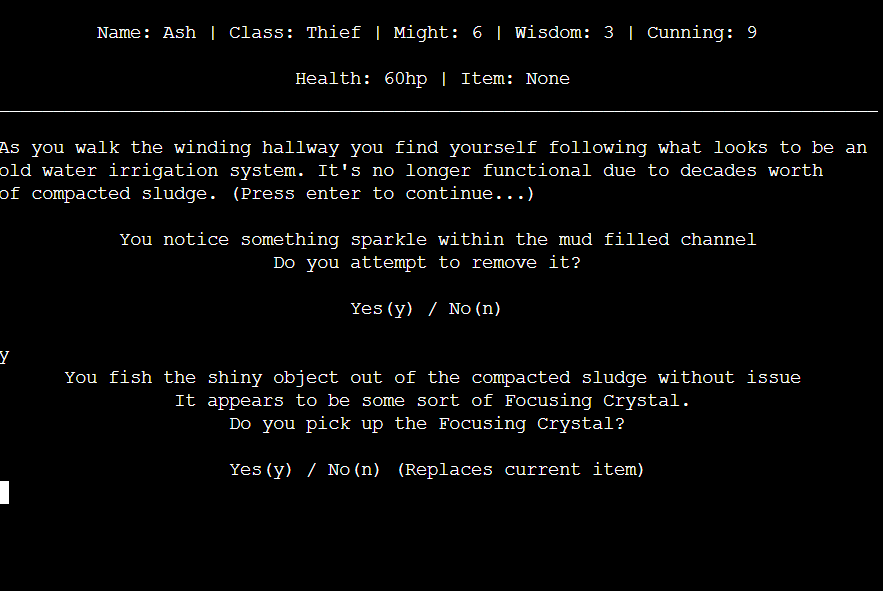 Name: Ash | Class: Thief | Might: 6 | Wisdom: 3 | Cunning: 9
Health: 60hp | Item: None
As you walk the winding hallway you find yourself following what looks to be an
old water irrigation system. It's no longer functional due to decades worth
of compacted sludge. (Press enter to continue...)
You notice something sparkle within the mud filled channel
Do you attempt to remove it?
Yes(y) / No(n)
y
You fish the shiny object out of the compacted sludge without issue
It appears to be some sort of Focusing Crystal.
Do you pick up the Focusing Crystal?
Yes(y) / No(n) (Replaces current item)